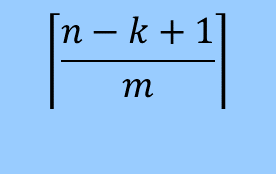 ⌈(n − k + 1)/m⌉